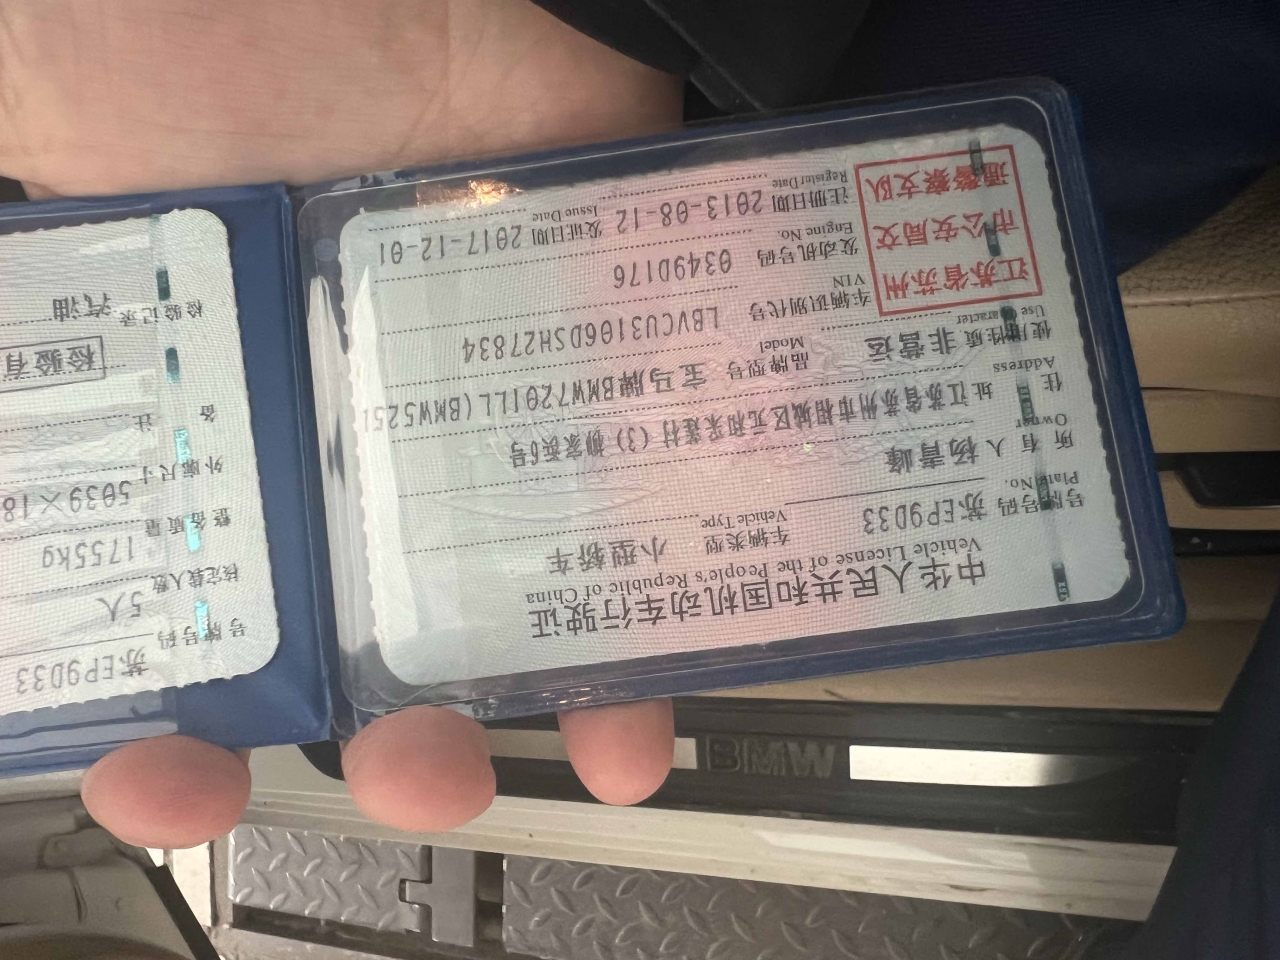 中华人民共和国机动车行驶证
Vehicle License of the People's Republic of China
号牌号码 苏EP9D33 车辆类型 小型轿车
Plate No. Vehicle Type
所有人 杨青峰
Owner
住址 江苏省苏州市相城区元和采莲村(3)柳家浜6号
Address
使用性质 非营运 品牌型号 宝马牌BMW7201LL(BMW525L
Use Character Model
江苏省苏州
市公安局交
通警察支队
车辆识别代号 LBVCU3106DSH27834
VIN
发动机号码 0349D176
Engine No.
注册日期 2013-08-12 发证日期 2017-12-01
Register Date Issue Date
号牌号码 苏EP9D33
核定载人数 5人
整备质量 1755kg
外廓尺寸 5039×18
备注
检验有
检验记录 汽油
BMW